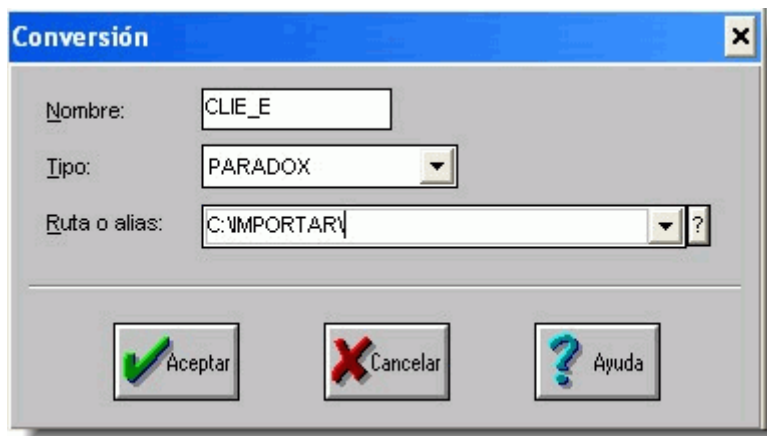 Conversión
Nombre: CLIE_E
Tipo: PARADOX
Ruta o alias: C:\IMPORTAR\ ?
Aceptar Cancelar Ayuda